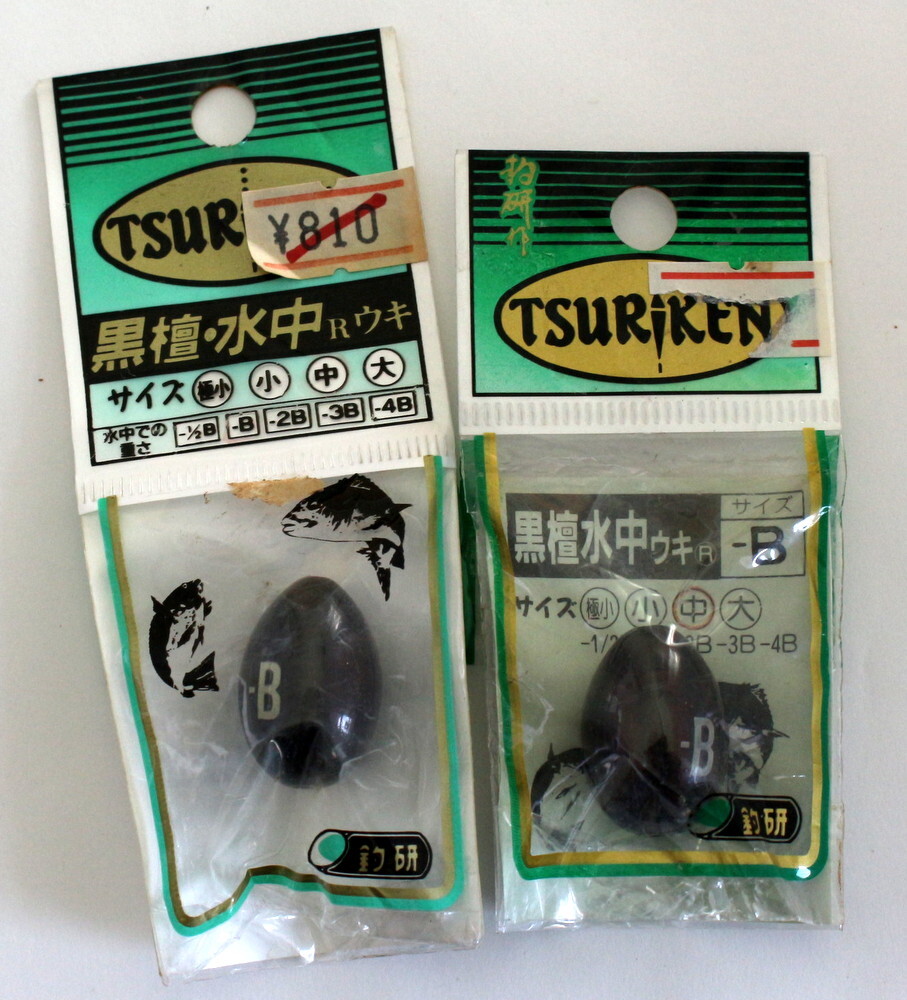 TSURI
¥810
黒檀・水中Rウキ
サイズ 極小 小 中 大
水中での重さ -½B -B -2B -3B -4B
-B
釣研
釣研作
TSURiKEN
黒檀水中ウキR
サイズ
-B
サイズ 極小 小 中 大
B -3B -4B
-B
釣研